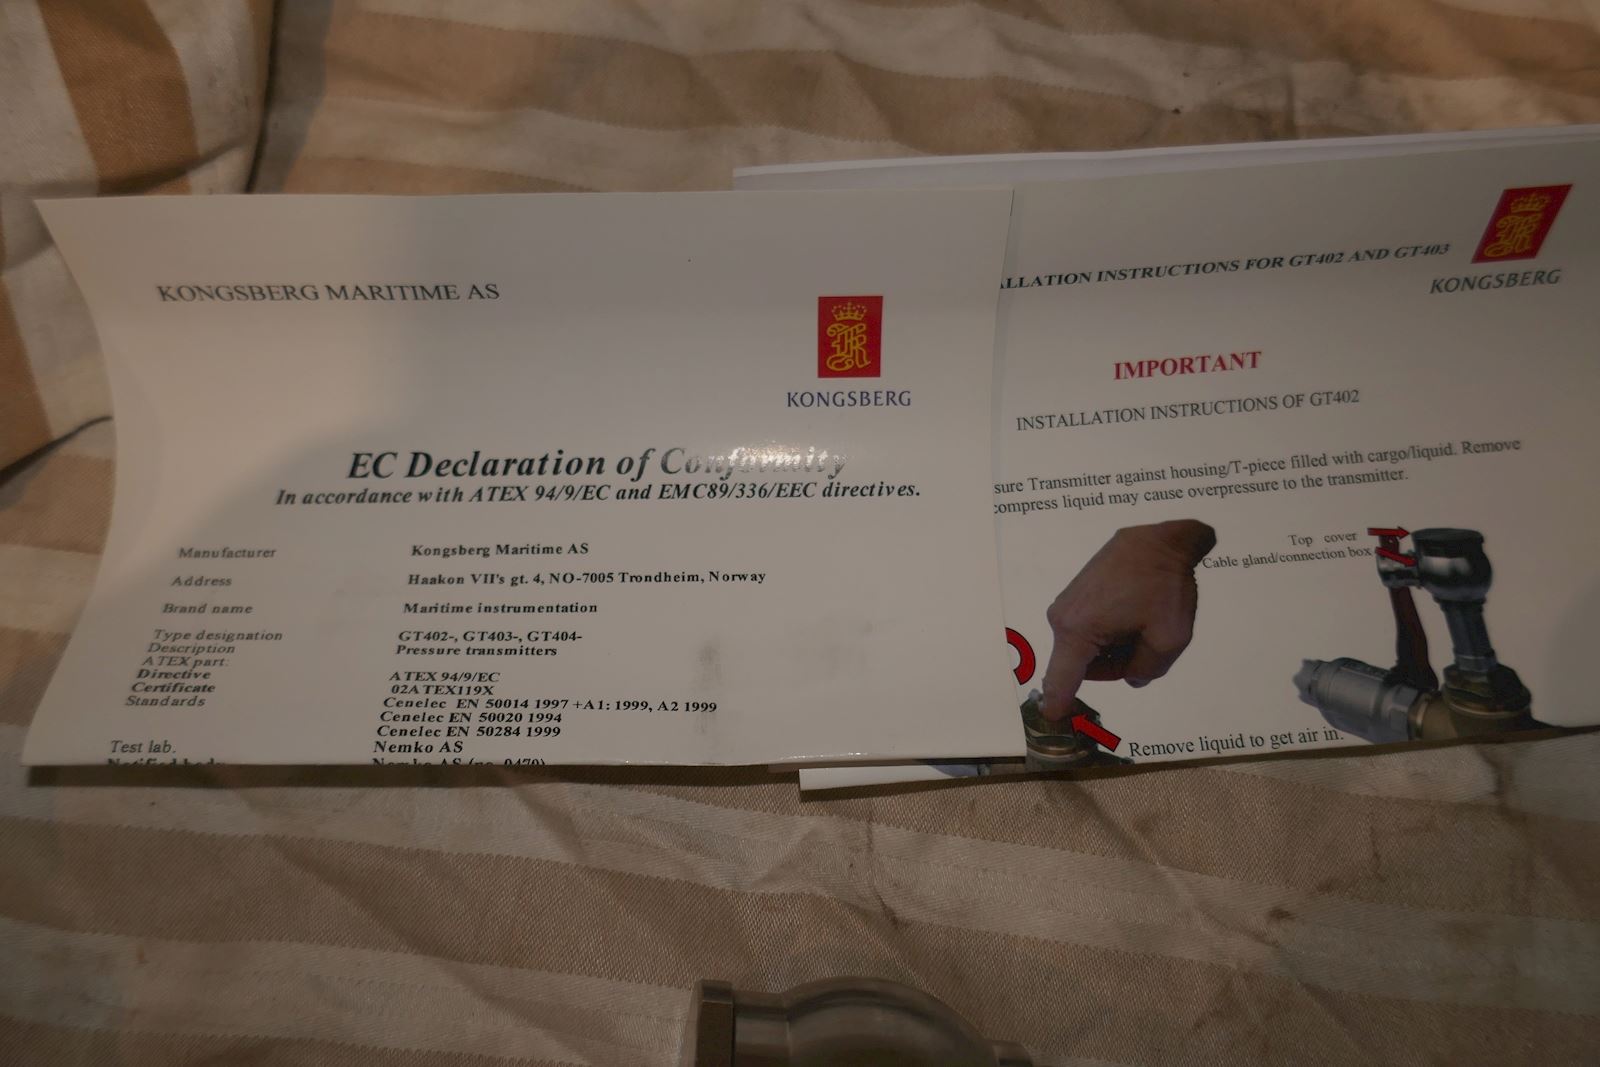 KONGSBERG MARITIME AS
KONGSBERG
EC Declaration of Conformity
In accordance with ATEX 94/9/EC and EMC89/336/EEC directives.
Manufacturer Kongsberg Maritime AS
Address Haakon VII's gt. 4, NO-7005 Trondheim, Norway
Brand name Maritime instrumentation
Type designation GT402-, GT403-, GT404-
Description Pressure transmitters
ATEX part:
Directive ATEX 94/9/EC
Certificate 02ATEX119X
Standards Cenelec EN 50014 1997 +A1: 1999, A2 1999
Cenelec EN 50020 1994
Cenelec EN 50284 1999
Test lab. Nemko AS
Notified body Nemko AS (no. 0470)
ALLATION INSTRUCTIONS FOR GT402 AND GT403
KONGSBERG
IMPORTANT
INSTALLATION INSTRUCTIONS OF GT402
sure Transmitter against housing/T-piece filled with cargo/liquid. Remove
compress liquid may cause overpressure to the transmitter.
Top cover
Cable gland/connection box
Remove liquid to get air in.